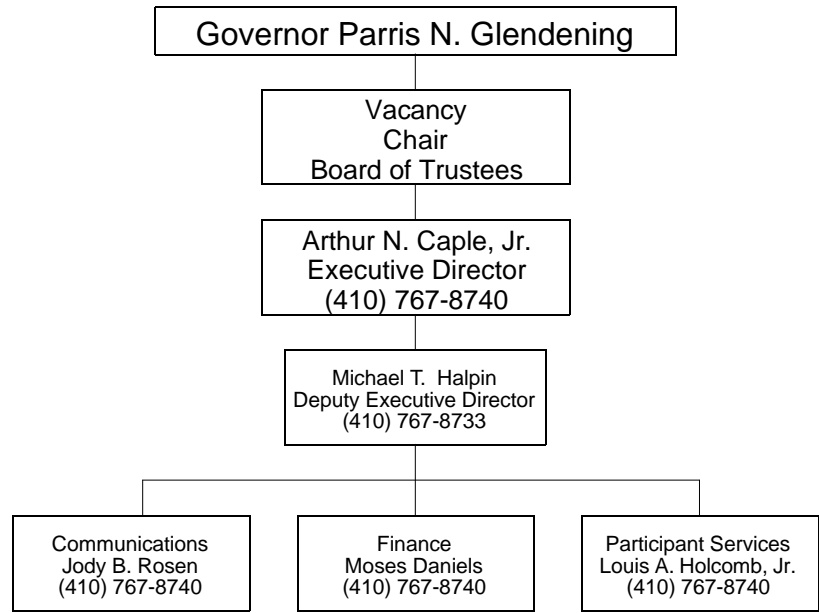 Governor Parris N. Glendening
Vacancy
Chair
Board of Trustees
Arthur N. Caple, Jr.
Executive Director
(410) 767-8740
Michael T. Halpin
Deputy Executive Director
(410) 767-8733
Communications
Jody B. Rosen
(410) 767-8740
Finance
Moses Daniels
(410) 767-8740
Participant Services
Louis A. Holcomb, Jr.
(410) 767-8740